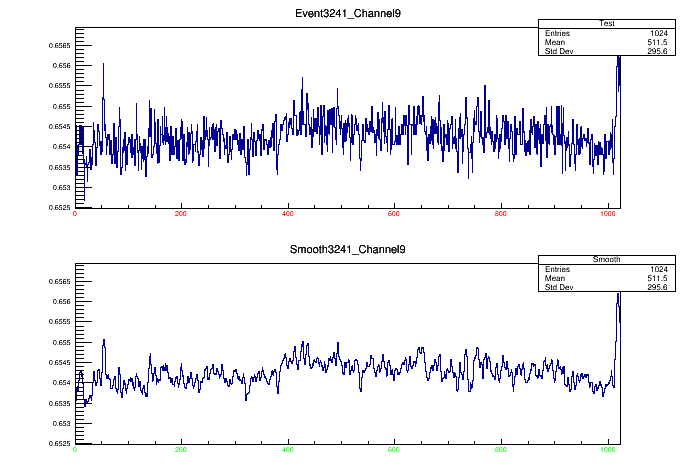 Event3241_Channel9
Test
Entries 1024
Mean 511.5
Std Dev 295.6
0.6565
0.656
0.6555
0.655
0.6545
0.654
0.6535
0.653
0.6525
0 200 400 600 800 1000
Smooth3241_Channel9
Smooth
Entries 1024
Mean 511.5
Std Dev 295.6
0.6565
0.656
0.6555
0.655
0.6545
0.654
0.6535
0.653
0.6525
0 200 400 600 800 1000